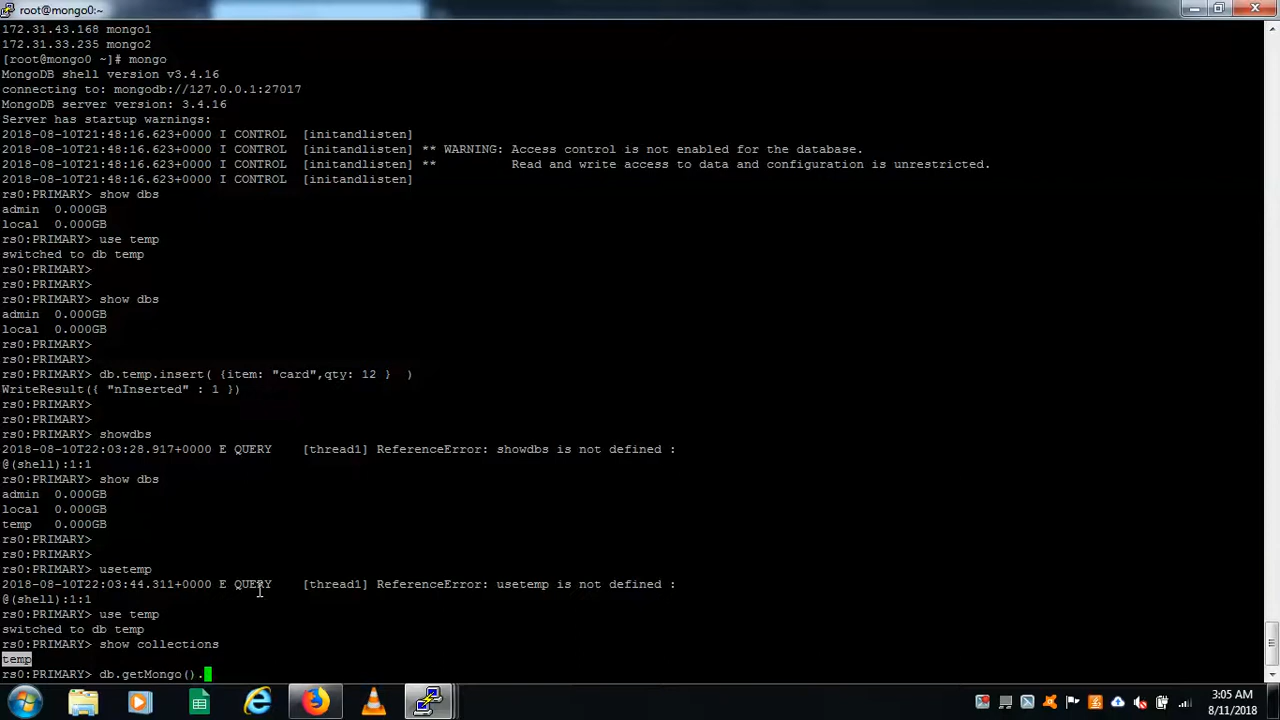 root@mongo0:~
172.31.43.168 mongo1
172.31.33.235 mongo2
[root@mongo0 ~]# mongo
MongoDB shell version v3.4.16
connecting to: mongodb://127.0.0.1:27017
MongoDB server version: 3.4.16
Server has startup warnings:
2018-08-10T21:48:16.623+0000 I CONTROL  [initandlisten]
2018-08-10T21:48:16.623+0000 I CONTROL  [initandlisten] ** WARNING: Access control is not enabled for the database.
2018-08-10T21:48:16.623+0000 I CONTROL  [initandlisten] **          Read and write access to data and configuration is unrestricted.
2018-08-10T21:48:16.623+0000 I CONTROL  [initandlisten]
rs0:PRIMARY> show dbs
admin  0.000GB
local  0.000GB
rs0:PRIMARY> use temp
switched to db temp
rs0:PRIMARY>
rs0:PRIMARY>
rs0:PRIMARY> show dbs
admin  0.000GB
local  0.000GB
rs0:PRIMARY>
rs0:PRIMARY>
rs0:PRIMARY> db.temp.insert( {item: "card",qty: 12 }  )
WriteResult({ "nInserted" : 1 })
rs0:PRIMARY>
rs0:PRIMARY>
rs0:PRIMARY> showdbs
2018-08-10T22:03:28.917+0000 E QUERY    [thread1] ReferenceError: showdbs is not defined :
@(shell):1:1
rs0:PRIMARY> show dbs
admin  0.000GB
local  0.000GB
temp   0.000GB
rs0:PRIMARY>
rs0:PRIMARY>
rs0:PRIMARY> usetemp
2018-08-10T22:03:44.311+0000 E QUERY    [thread1] ReferenceError: usetemp is not defined :
@(shell):1:1
rs0:PRIMARY> use temp
switched to db temp
rs0:PRIMARY> show collections
temp
rs0:PRIMARY> db.getMongo().
3:05 AM
8/11/2018